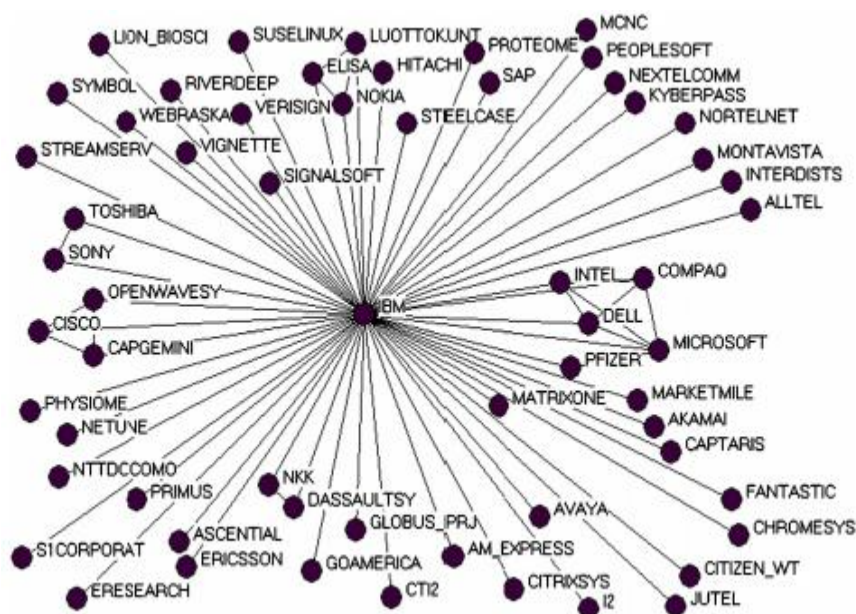 LION_BIOSCI
SUSELINUX
LUOTTOKUNT
PROTEOME
MCNC
PEOPLESOFT
SYMBOL
RIVERDEEP
ELISA
HITACHI
SAP
NEXTELCOMM
KYBERPASS
WEBRASKA
VERISIGN
NOKIA
STEELCASE
NORTELNET
STREAMSERV
VIGNETTE
SIGNALSOFT
MONTAVISTA
INTERDISTS
ALLTEL
TOSHIBA
SONY
INTEL
COMPAQ
OPENWAVESY
IBM
DELL
CISCO
CAPGEMINI
MICROSOFT
PFIZER
PHYSIOME
MATRIXONE
MARKETMILE
NETUNE
AKAMAI
CAPTARIS
NTTDCCOMO
NKK
PRIMUS
DASSAULTSY
AVAYA
FANTASTIC
GLOBUS_PRJ
CHROMESYS
S1CORPORAT
ASCENTIAL
ERICSSON
GOAMERICA
AM_EXPRESS
CITIZEN_WT
ERESEARCH
CTI2
CITRIXSYS
I2
JUTEL